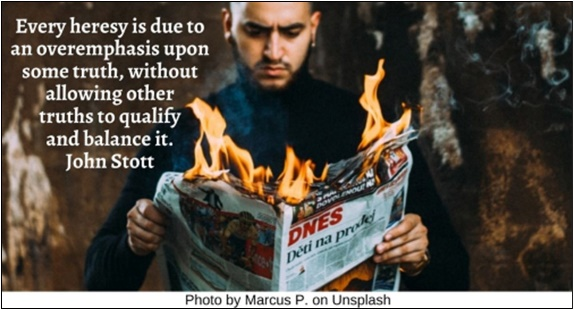 Every heresy is due to
an overemphasis upon
some truth, without
allowing other
truths to qualify
and balance it.
John Stott
DOVOLENOU!
DNES
Děti na prodej
Photo by Marcus P. on Unsplash